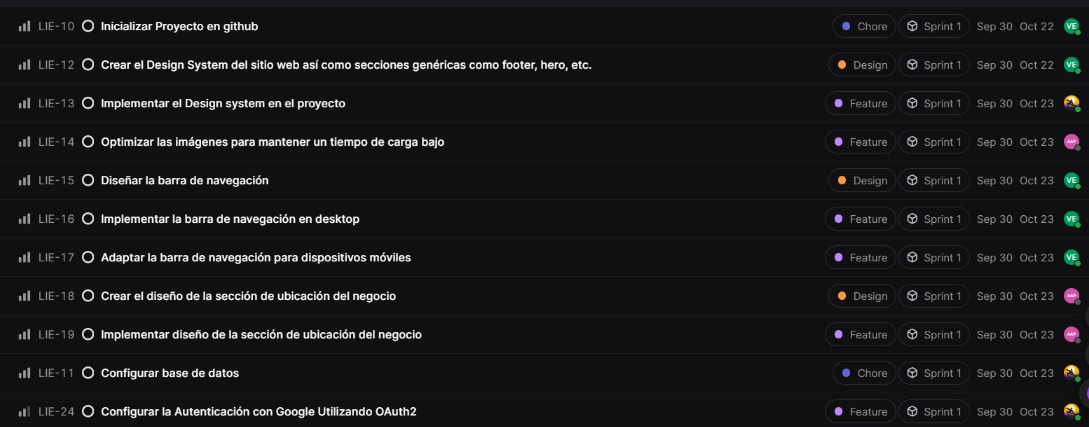 LIE-10 Inicializar Proyecto en github Chore Sprint 1 Sep 30 Oct 22 VE
LIE-12 Crear el Design System del sitio web así como secciones genéricas como footer, hero, etc. Design Sprint 1 Sep 30 Oct 22 VE
LIE-13 Implementar el Design system en el proyecto Feature Sprint 1 Sep 30 Oct 23
LIE-14 Optimizar las imágenes para mantener un tiempo de carga bajo Feature Sprint 1 Sep 30 Oct 23
LIE-15 Diseñar la barra de navegación Design Sprint 1 Sep 30 Oct 23 VE
LIE-16 Implementar la barra de navegación en desktop Feature Sprint 1 Sep 30 Oct 23 VE
LIE-17 Adaptar la barra de navegación para dispositivos móviles Feature Sprint 1 Sep 30 Oct 23 VE
LIE-18 Crear el diseño de la sección de ubicación del negocio Design Sprint 1 Sep 30 Oct 23
LIE-19 Implementar diseño de la sección de ubicación del negocio Feature Sprint 1 Sep 30 Oct 23
LIE-11 Configurar base de datos Chore Sprint 1 Sep 30 Oct 23
LIE-24 Configurar la Autenticación con Google Utilizando OAuth2 Feature Sprint 1 Sep 30 Oct 23